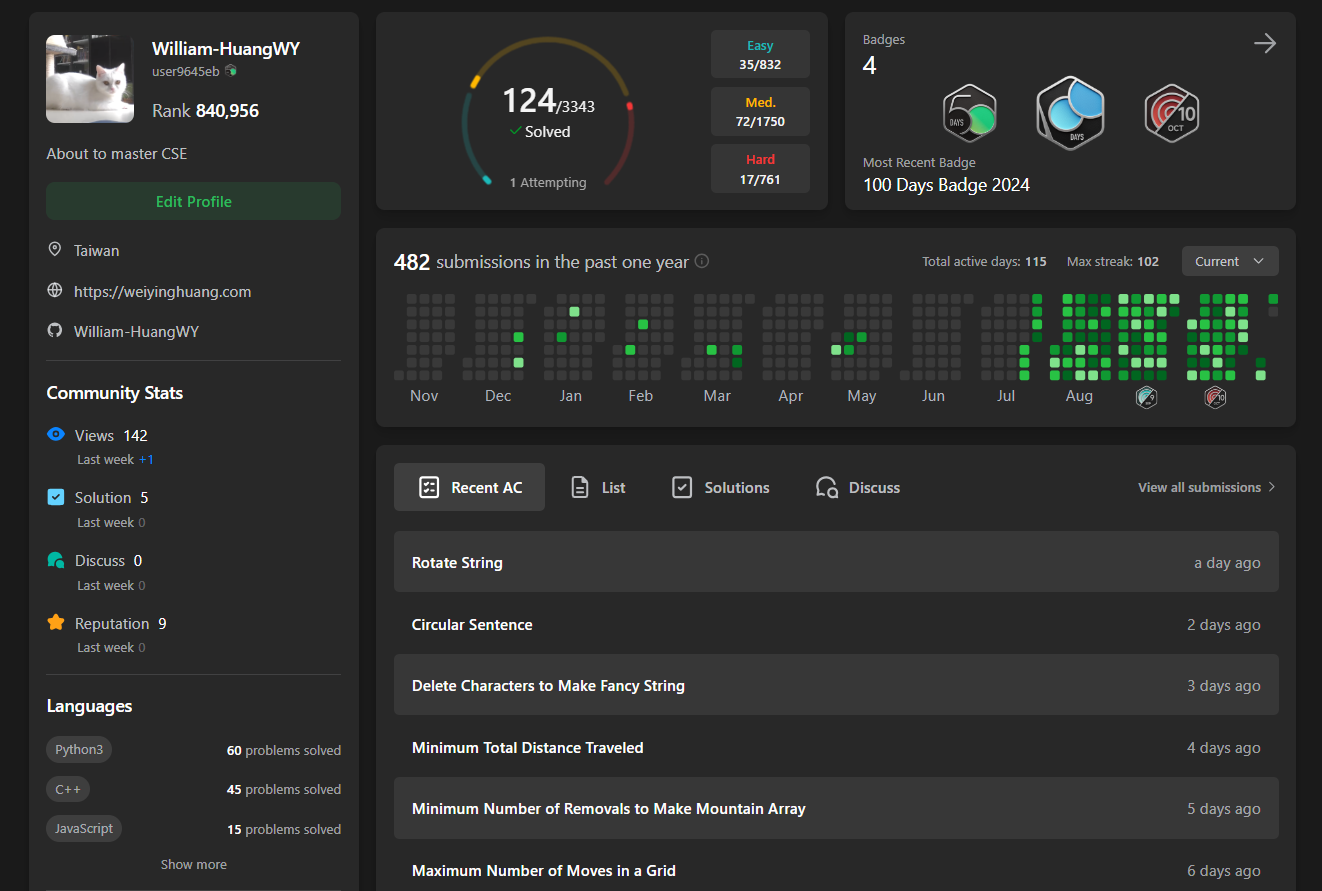 William-HuangWY
user9645eb
Rank 840,956
About to master CSE
Edit Profile
Taiwan
https://weiyinghuang.com
William-HuangWY
Community Stats
Views 142
Last week +1
Solution 5
Last week 0
Discuss 0
Last week 0
Reputation 9
Last week 0
Languages
Python3 60 problems solved
C++ 45 problems solved
JavaScript 15 problems solved
Show more
124/3343
Solved
1 Attempting
Easy
35/832
Med.
72/1750
Hard
17/761
Badges
4
DAYS
DAYS
10
OCT
Most Recent Badge
100 Days Badge 2024
482 submissions in the past one year
Total active days: 115 Max streak: 102 Current
Nov Dec Jan Feb Mar Apr May Jun Jul Aug
Recent AC List Solutions Discuss View all submissions
Rotate String a day ago
Circular Sentence 2 days ago
Delete Characters to Make Fancy String 3 days ago
Minimum Total Distance Traveled 4 days ago
Minimum Number of Removals to Make Mountain Array 5 days ago
Maximum Number of Moves in a Grid 6 days ago